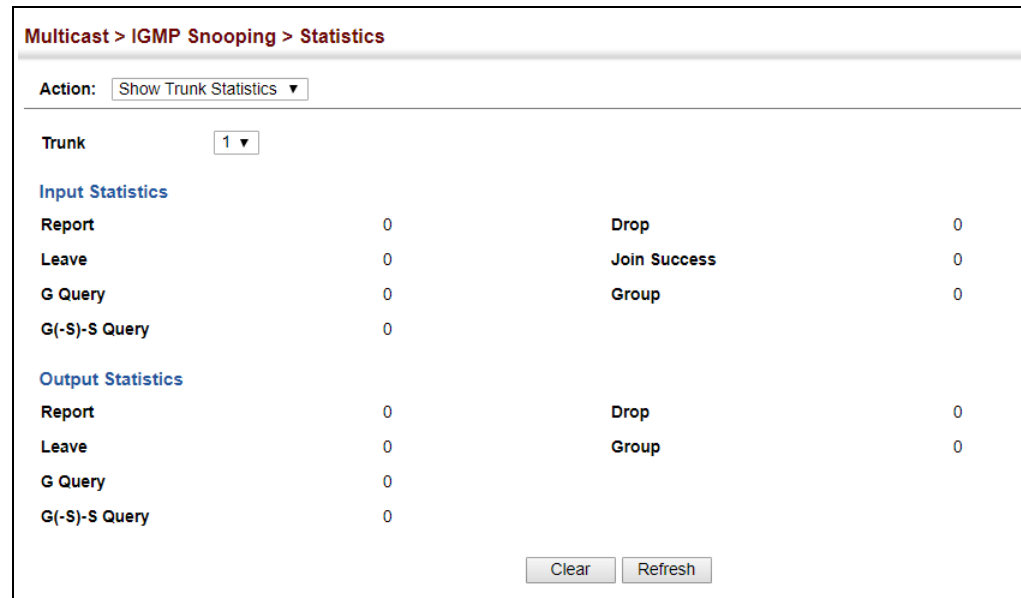 Multicast > IGMP Snooping > Statistics
Action: Show Trunk Statistics ▼
Trunk 1 ▼
Input Statistics
Report 0 Drop 0
Leave 0 Join Success 0
G Query 0 Group 0
G(-S)-S Query 0
Output Statistics
Report 0 Drop 0
Leave 0 Group 0
G Query 0
G(-S)-S Query 0
Clear Refresh